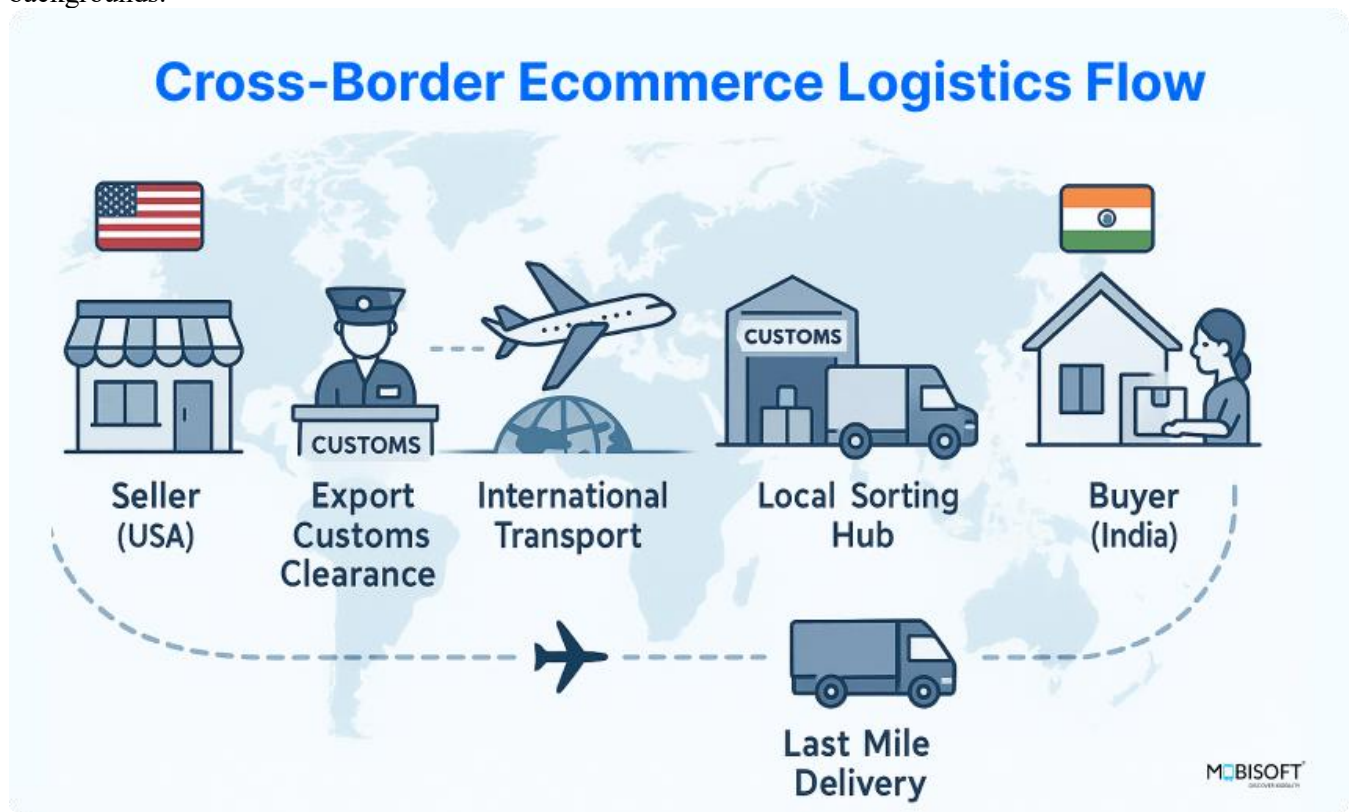 backgrounds.
Cross-Border Ecommerce Logistics Flow
CUSTOMS
CUSTOMS
Seller
(USA)
Export
Customs
Clearance
International
Transport
Local Sorting
Hub
Buyer
(India)
Last Mile
Delivery
MOBISOFT